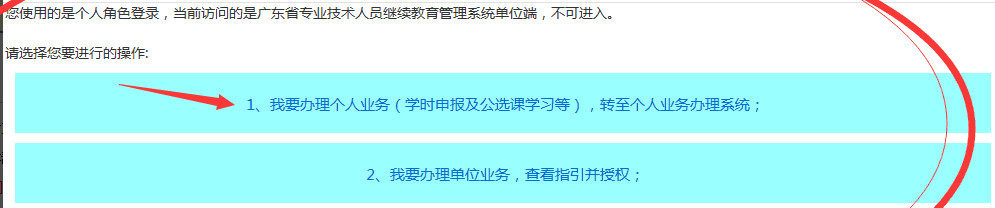 您使用的是个人角色登录，当前访问的是广东省专业技术人员继续教育管理系统单位端，不可进入。
请选择您要进行的操作:
1、我要办理个人业务（学时申报及公选课学习等），转至个人业务办理系统；
2、我要办理单位业务，查看指引并授权；